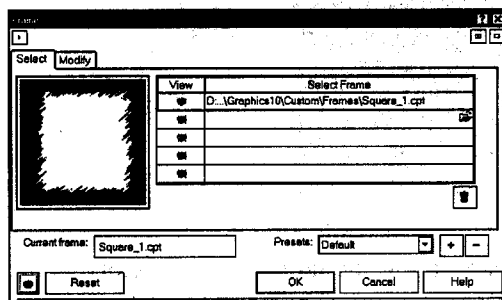 Frame
Select Modify
View Select Frame
D:...\Graphics10\Custom\Frames\Square_1.cpt
Current frame: Square_1.cpt Presets: Default + -
Reset OK Cancel Help